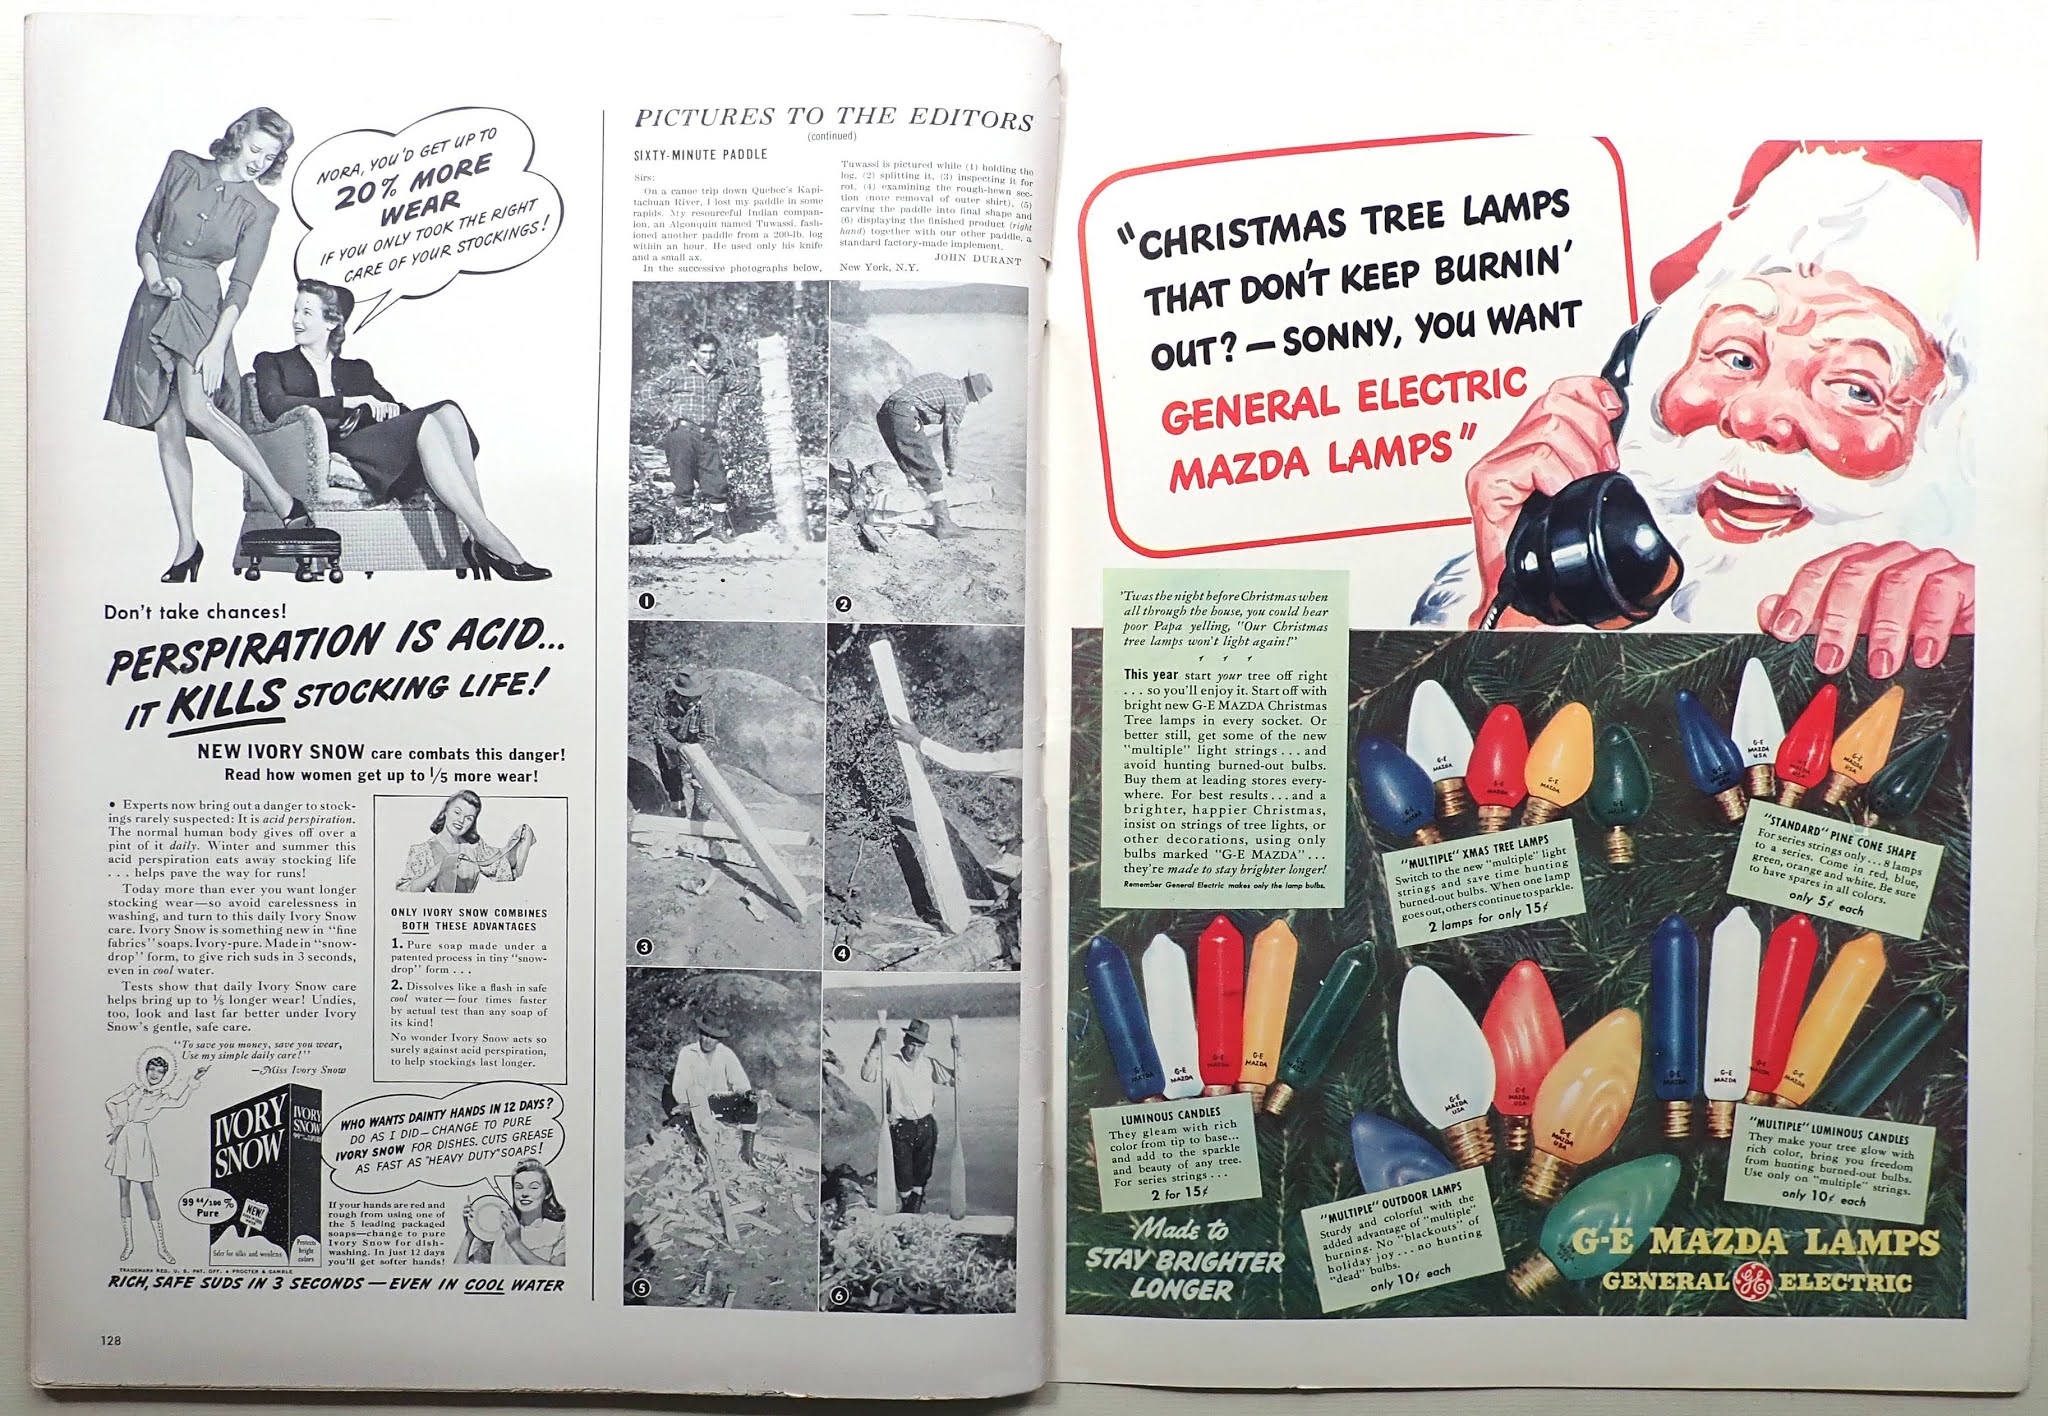 NORA, YOU'D GET UP TO
20% MORE
WEAR
IF YOU ONLY TOOK THE RIGHT
CARE OF YOUR STOCKINGS!
Don't take chances!
PERSPIRATION IS ACID...
IT KILLS STOCKING LIFE!
NEW IVORY SNOW care combats this danger!
Read how women get up to 1/5 more wear!
• Experts now bring out a danger to stock-
ings rarely suspected: It is acid perspiration.
The normal human body gives off over a
pint of it daily. Winter and summer this
acid perspiration eats away stocking life
. . . helps pave the way for runs!
Today more than ever you want longer
stocking wear—so avoid carelessness in
washing, and turn to this daily Ivory Snow
care. Ivory Snow is something new in "fine
fabrics" soaps. Ivory-pure. Made in "snow-
drop" form, to give rich suds in 3 seconds,
even in cool water.
Tests show that daily Ivory Snow care
helps bring up to 1/5 longer wear! Undies,
too, look and last far better under Ivory
Snow's gentle, safe care.
"To save you money, save you wear,
Use my simple daily care!"
—Miss Ivory Snow
ONLY IVORY SNOW COMBINES
BOTH THESE ADVANTAGES
1. Pure soap made under a
patented process in tiny "snow-
drop" form . . .
2. Dissolves like a flash in safe
cool water—four times faster
by actual test than any soap of
its kind!
No wonder Ivory Snow acts so
surely against acid perspiration,
to help stockings last longer.
IVORY
SNOW
IVORY
SNOW
99 44/100 %
Pure
NEW!
Safer for silks and woolens
Protects
bright
colors
WHO WANTS DAINTY HANDS IN 12 DAYS?
DO AS I DID—CHANGE TO PURE
IVORY SNOW FOR DISHES. CUTS GREASE
AS FAST AS "HEAVY DUTY" SOAPS!
If your hands are red and
rough from using one of
the 5 leading packaged
soaps—change to pure
Ivory Snow for dish-
washing. In just 12 days
you'll get softer hands!
TRADEMARK REG. U. S. PAT. OFF. • PROCTER & GAMBLE
RICH, SAFE SUDS IN 3 SECONDS—EVEN IN COOL WATER
128
PICTURES TO THE EDITORS
(continued)
SIXTY-MINUTE PADDLE
Sirs:
On a canoe trip down Quebec's Kapi-
tachuan River, I lost my paddle in some
rapids. My resourceful Indian compan-
ion, an Algonquin named Tuwassi, fash-
ioned another paddle from a 200-lb. log
within an hour. He used only his knife
and a small ax.
In the successive photographs below,
Tuwassi is pictured while (1) holding the
log, (2) splitting it, (3) inspecting it for
rot, (4) examining the rough-hewn sec-
tion (note removal of outer shirt), (5)
carving the paddle into final shape and
(6) displaying the finished product (right
hand) together with our other paddle, a
standard factory-made implement.
JOHN DURANT
New York, N.Y.
1
2
3
4
5
6
"CHRISTMAS TREE LAMPS
THAT DON'T KEEP BURNIN'
OUT?—SONNY, YOU WANT
GENERAL ELECTRIC
MAZDA LAMPS"
'Twas the night before Christmas when
all through the house, you could hear
poor Papa yelling, "Our Christmas
tree lamps won't light again!"
This year start your tree off right
. . . so you'll enjoy it. Start off with
bright new G-E MAZDA Christmas
Tree lamps in every socket. Or
better still, get some of the new
"multiple" light strings . . . and
avoid hunting burned-out bulbs.
Buy them at leading stores every-
where. For best results . . . and a
brighter, happier Christmas,
insist on strings of tree lights, or
other decorations, using only
bulbs marked "G-E MAZDA" . . .
they're made to stay brighter longer!
Remember General Electric makes only the lamp bulbs.
"MULTIPLE" XMAS TREE LAMPS
Switch to the new "multiple" light
strings and save time hunting
burned-out bulbs. When one lamp
goes out, others continue to sparkle.
2 lamps for only 15¢
"STANDARD" PINE CONE SHAPE
For series strings only . . . 8 lamps
to a series. Come in red, blue,
green, orange and white. Be sure
to have spares in all colors.
only 5¢ each
LUMINOUS CANDLES
They gleam with rich
color from tip to base...
and add to the sparkle
and beauty of any tree.
For series strings . . .
2 for 15¢
"MULTIPLE" OUTDOOR LAMPS
Sturdy and colorful with the
added advantage of "multiple"
burning. No "blackouts" of
holiday joy . . . no hunting
"dead" bulbs.
only 10¢ each
"MULTIPLE" LUMINOUS CANDLES
They make your tree glow with
rich color, bring you freedom
from hunting burned-out bulbs.
Use only on "multiple" strings.
only 10¢ each
G-E
MAZDA
G-E
MAZDA
USA
Made to
STAY BRIGHTER
LONGER
G-E MAZDA LAMPS
GENERAL GE ELECTRIC